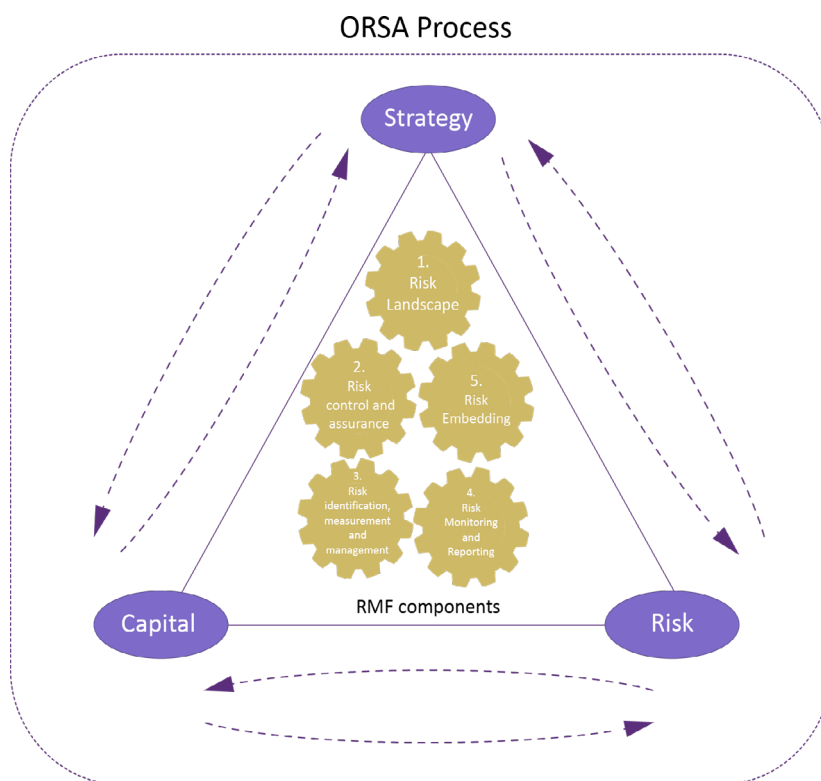 ORSA Process
Strategy
1.
Risk
Landscape
2.
Risk
control and
assurance
5.
Risk
Embedding
3.
Risk
identification,
measurement
and
management
4.
Risk
Monitoring
and
Reporting
RMF components
Capital
Risk